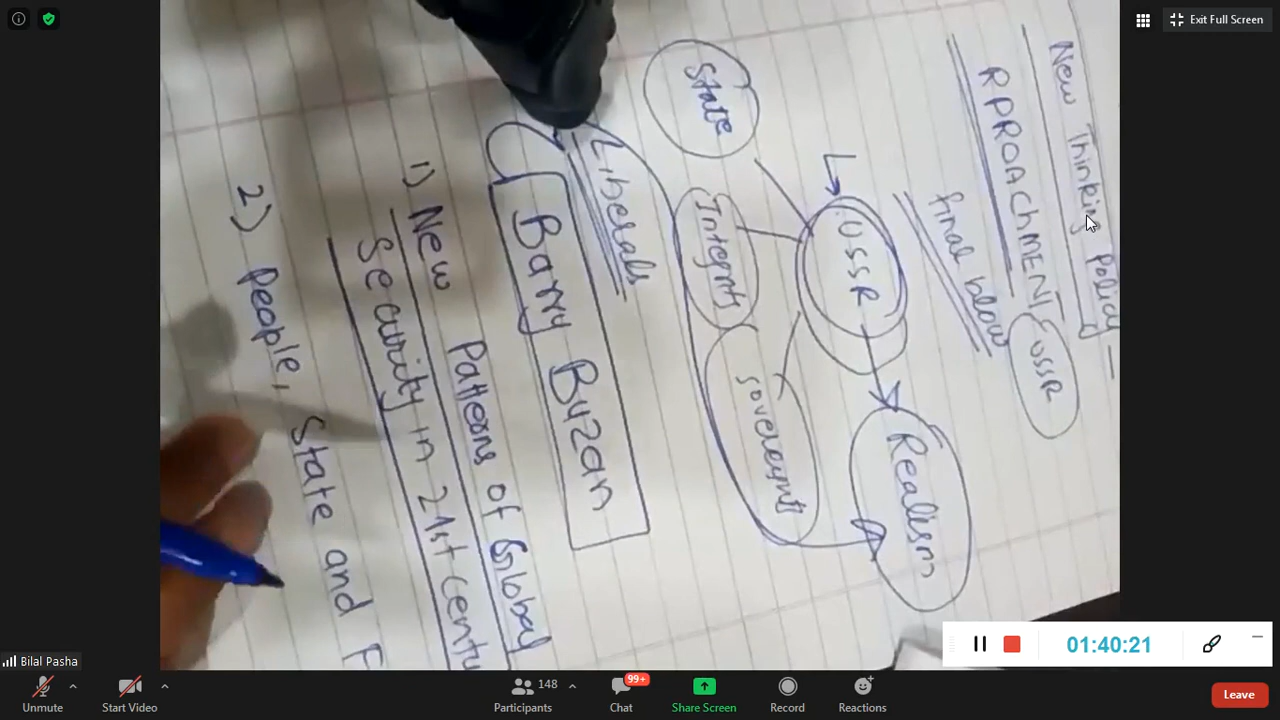 Exit Full Screen
New Thinking Policy
RPROAChMENT/USSR
final blow
USSR
Realism
State
Integrity
sovereignty
Liberals
Barry Buzan
1) New Patterns of Global
Security in 21st centu
2) People, State and F
01:40:21
Bilal Pasha
Unmute
Start Video
148
Participants
99+
Chat
Share Screen
Record
Reactions
Leave